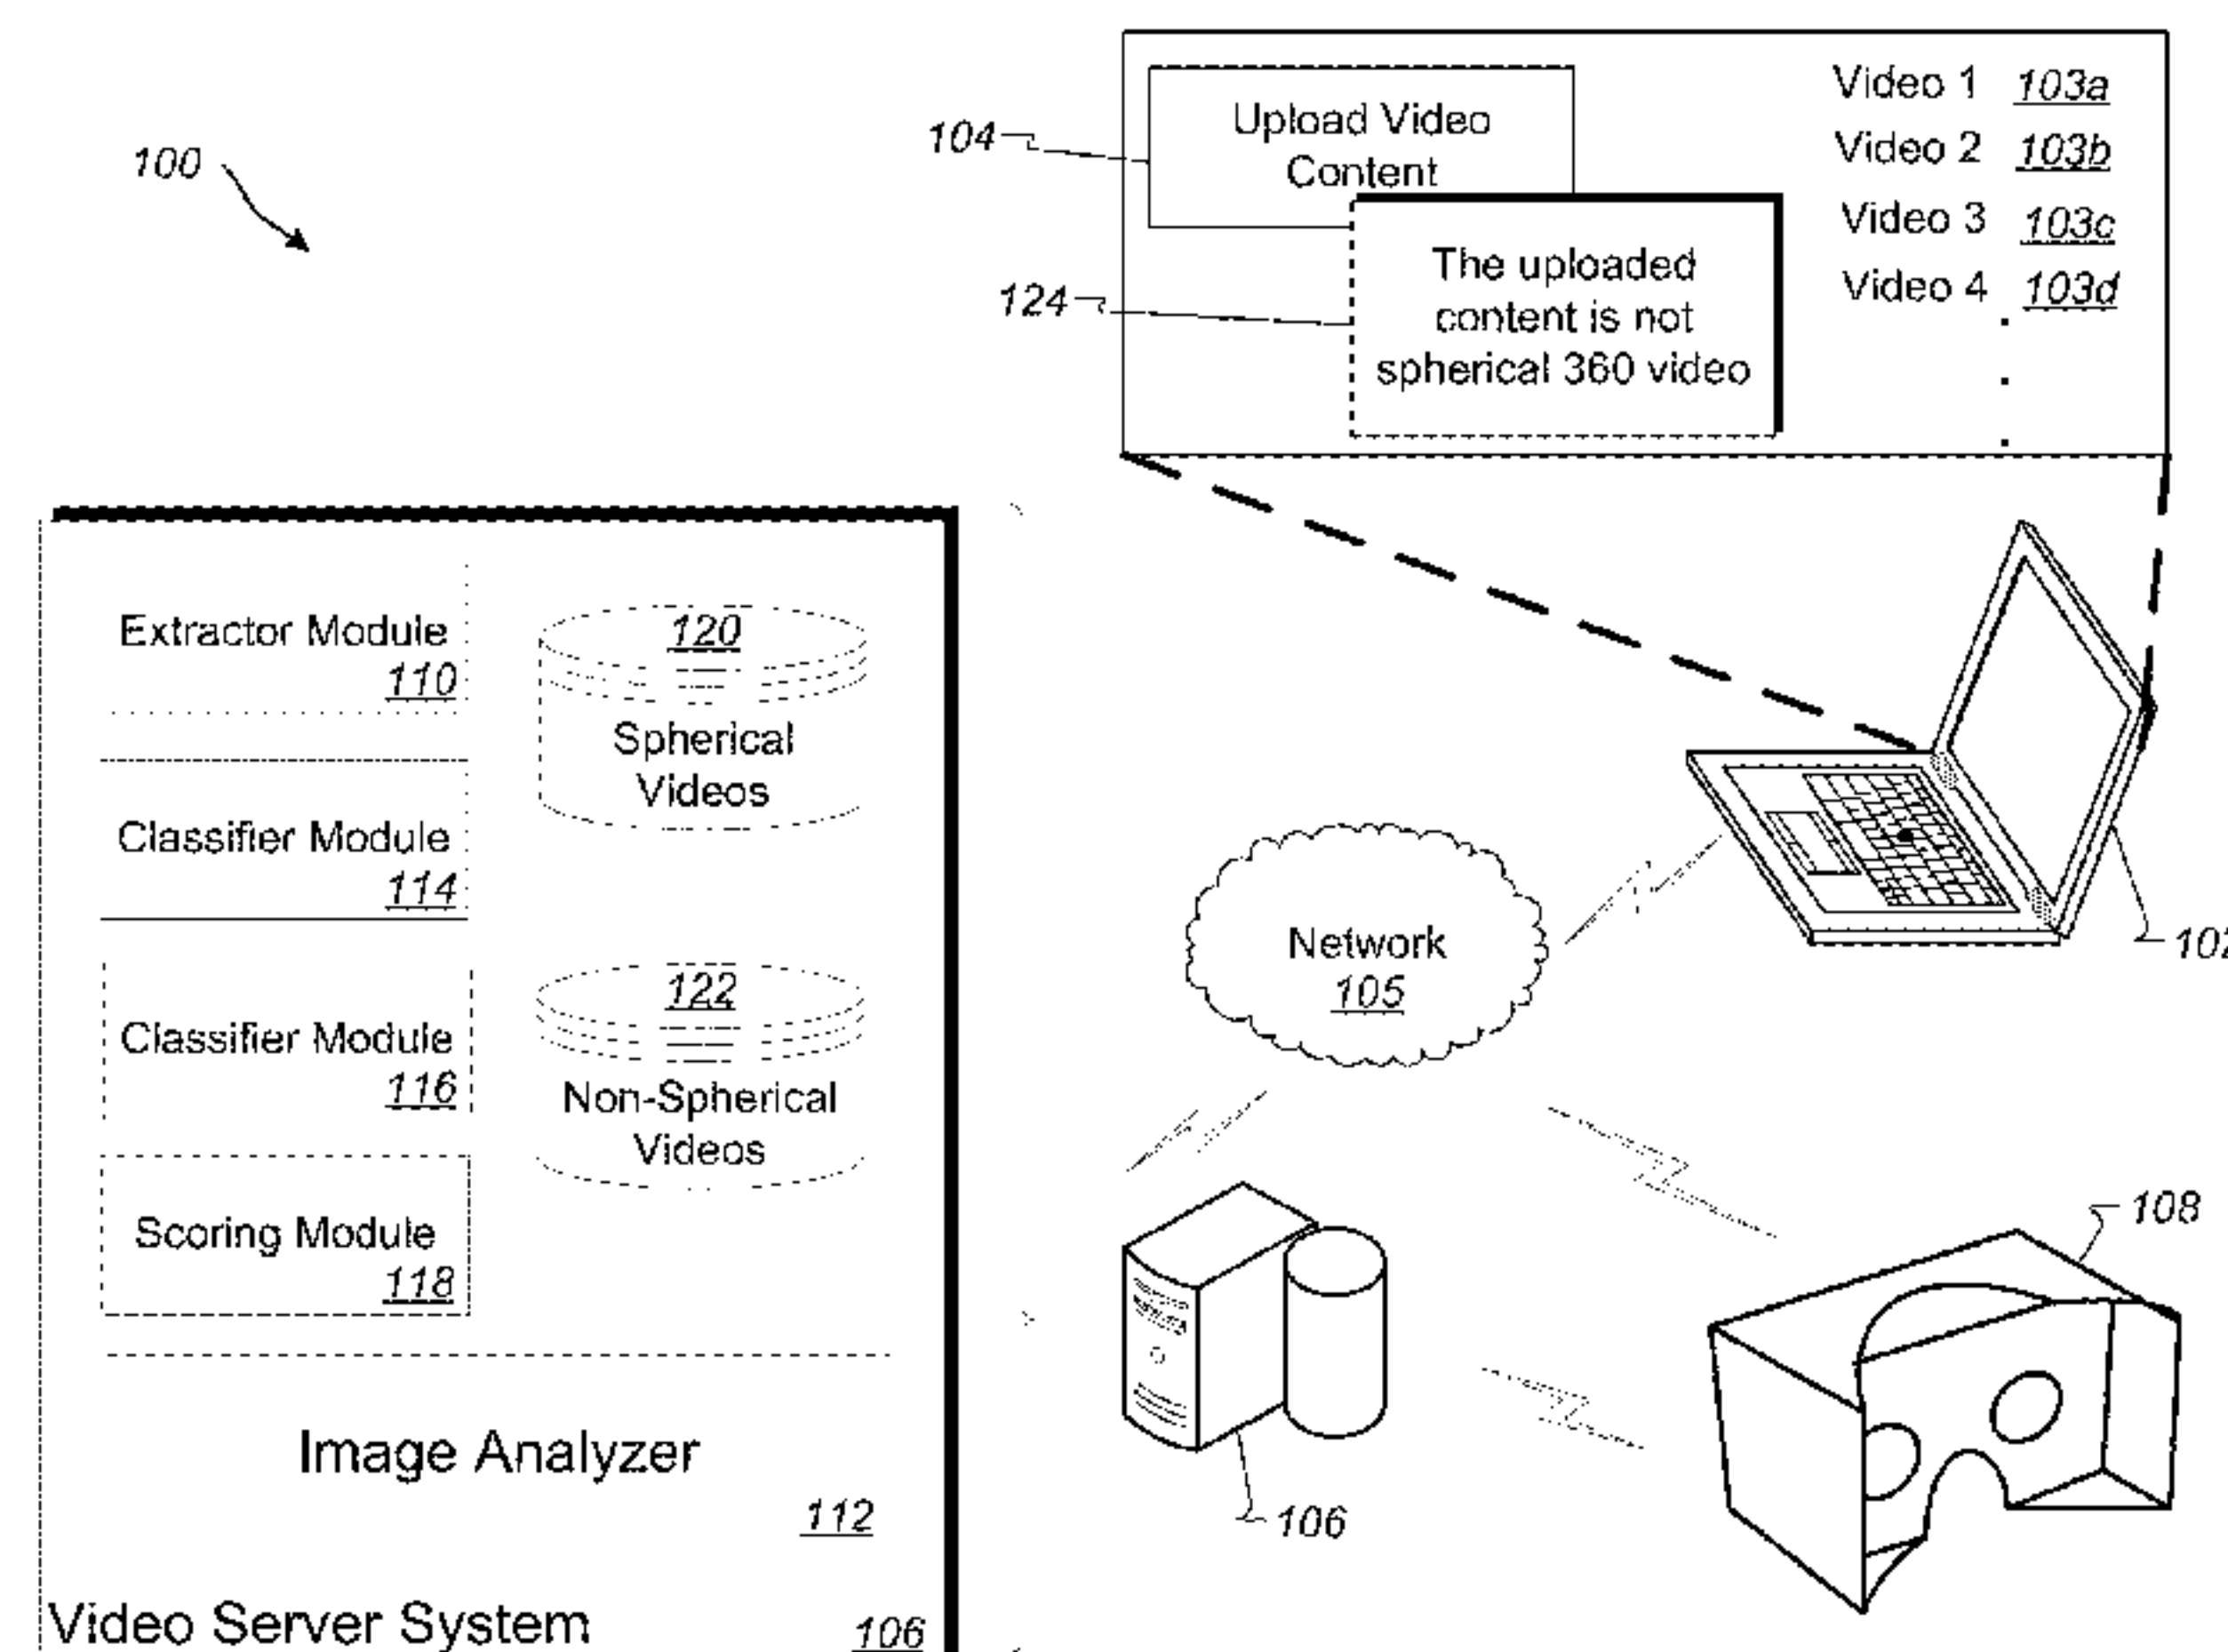 100
104
Upload Video
Content
124
The uploaded
content is not
spherical 360 video
Video 1 103a
Video 2 103b
Video 3 103c
Video 4 103d
Extractor Module
110
Classifier Module
114
Classifier Module
116
Scoring Module
118
120
Spherical
Videos
122
Non-Spherical
Videos
Image Analyzer
112
Video Server System
106
Network
105
106
108